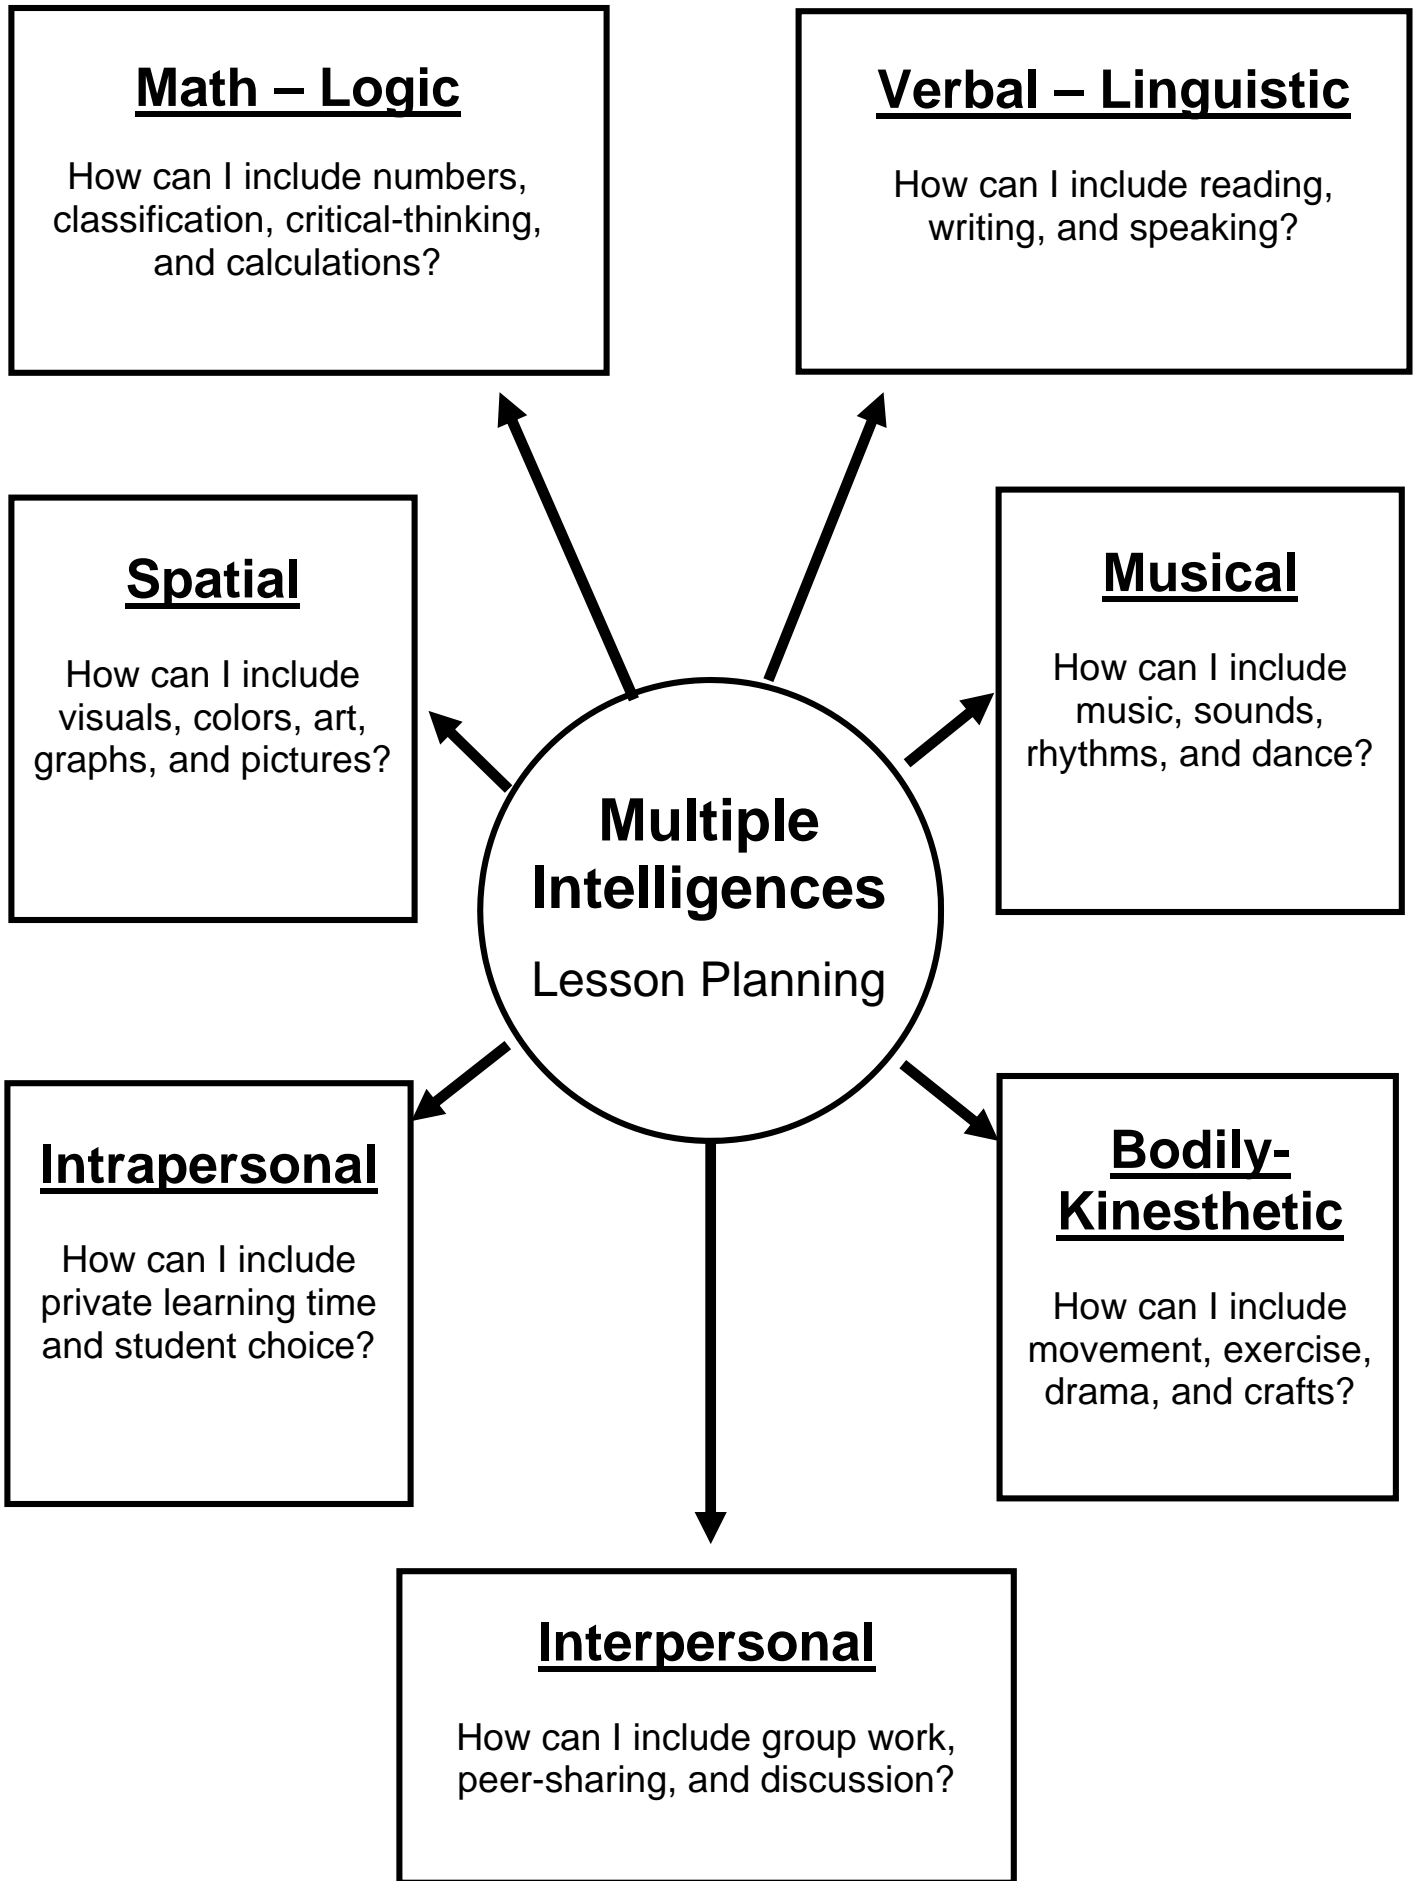 Math – Logic
How can I include numbers,
classification, critical-thinking,
and calculations?
Verbal – Linguistic
How can I include reading,
writing, and speaking?
Spatial
How can I include
visuals, colors, art,
graphs, and pictures?
Musical
How can I include
music, sounds,
rhythms, and dance?
Multiple
Intelligences
Lesson Planning
Intrapersonal
How can I include
private learning time
and student choice?
Bodily-
Kinesthetic
How can I include
movement, exercise,
drama, and crafts?
Interpersonal
How can I include group work,
peer-sharing, and discussion?